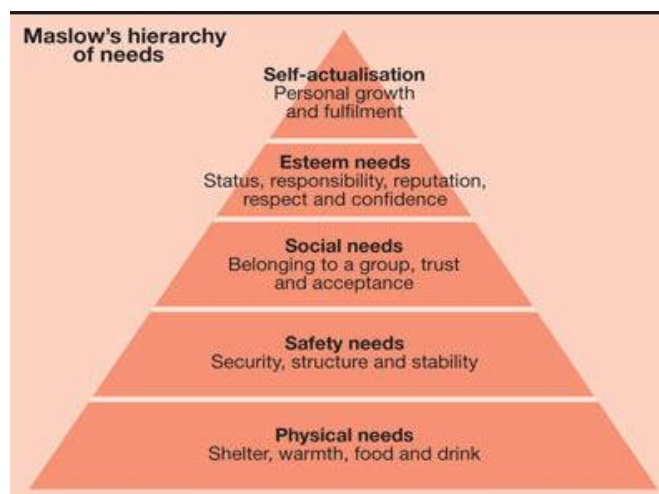 Maslow's hierarchy
of needs
Self-actualisation
Personal growth
and fulfilment
Esteem needs
Status, responsibility, reputation,
respect and confidence
Social needs
Belonging to a group, trust
and acceptance
Safety needs
Security, structure and stability
Physical needs
Shelter, warmth, food and drink